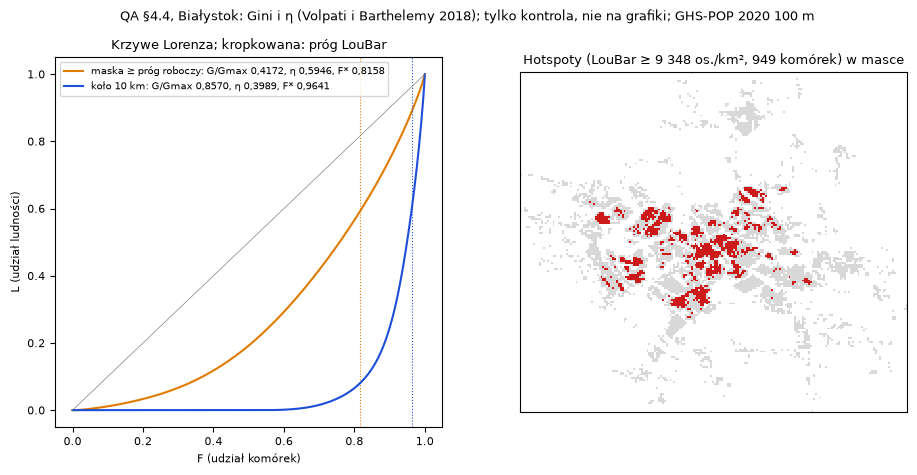 QA §4.4, Białystok: Gini i η (Volpati i Barthelemy 2018); tylko kontrola, nie na grafiki; GHS-POP 2020 100 m
Krzywe Lorenza; kropkowana: próg LouBar
maska ≥ próg roboczy: G/Gmax 0,4172, η 0,5946, F* 0,8158
koło 10 km: G/Gmax 0,8570, η 0,3989, F* 0,9641
1.0
0.8
0.6
0.4
0.2
0.0
L (udział ludności)
0.0 0.2 0.4 0.6 0.8 1.0
F (udział komórek)
Hotspoty (LouBar ≥ 9 348 os./km², 949 komórek) w masce